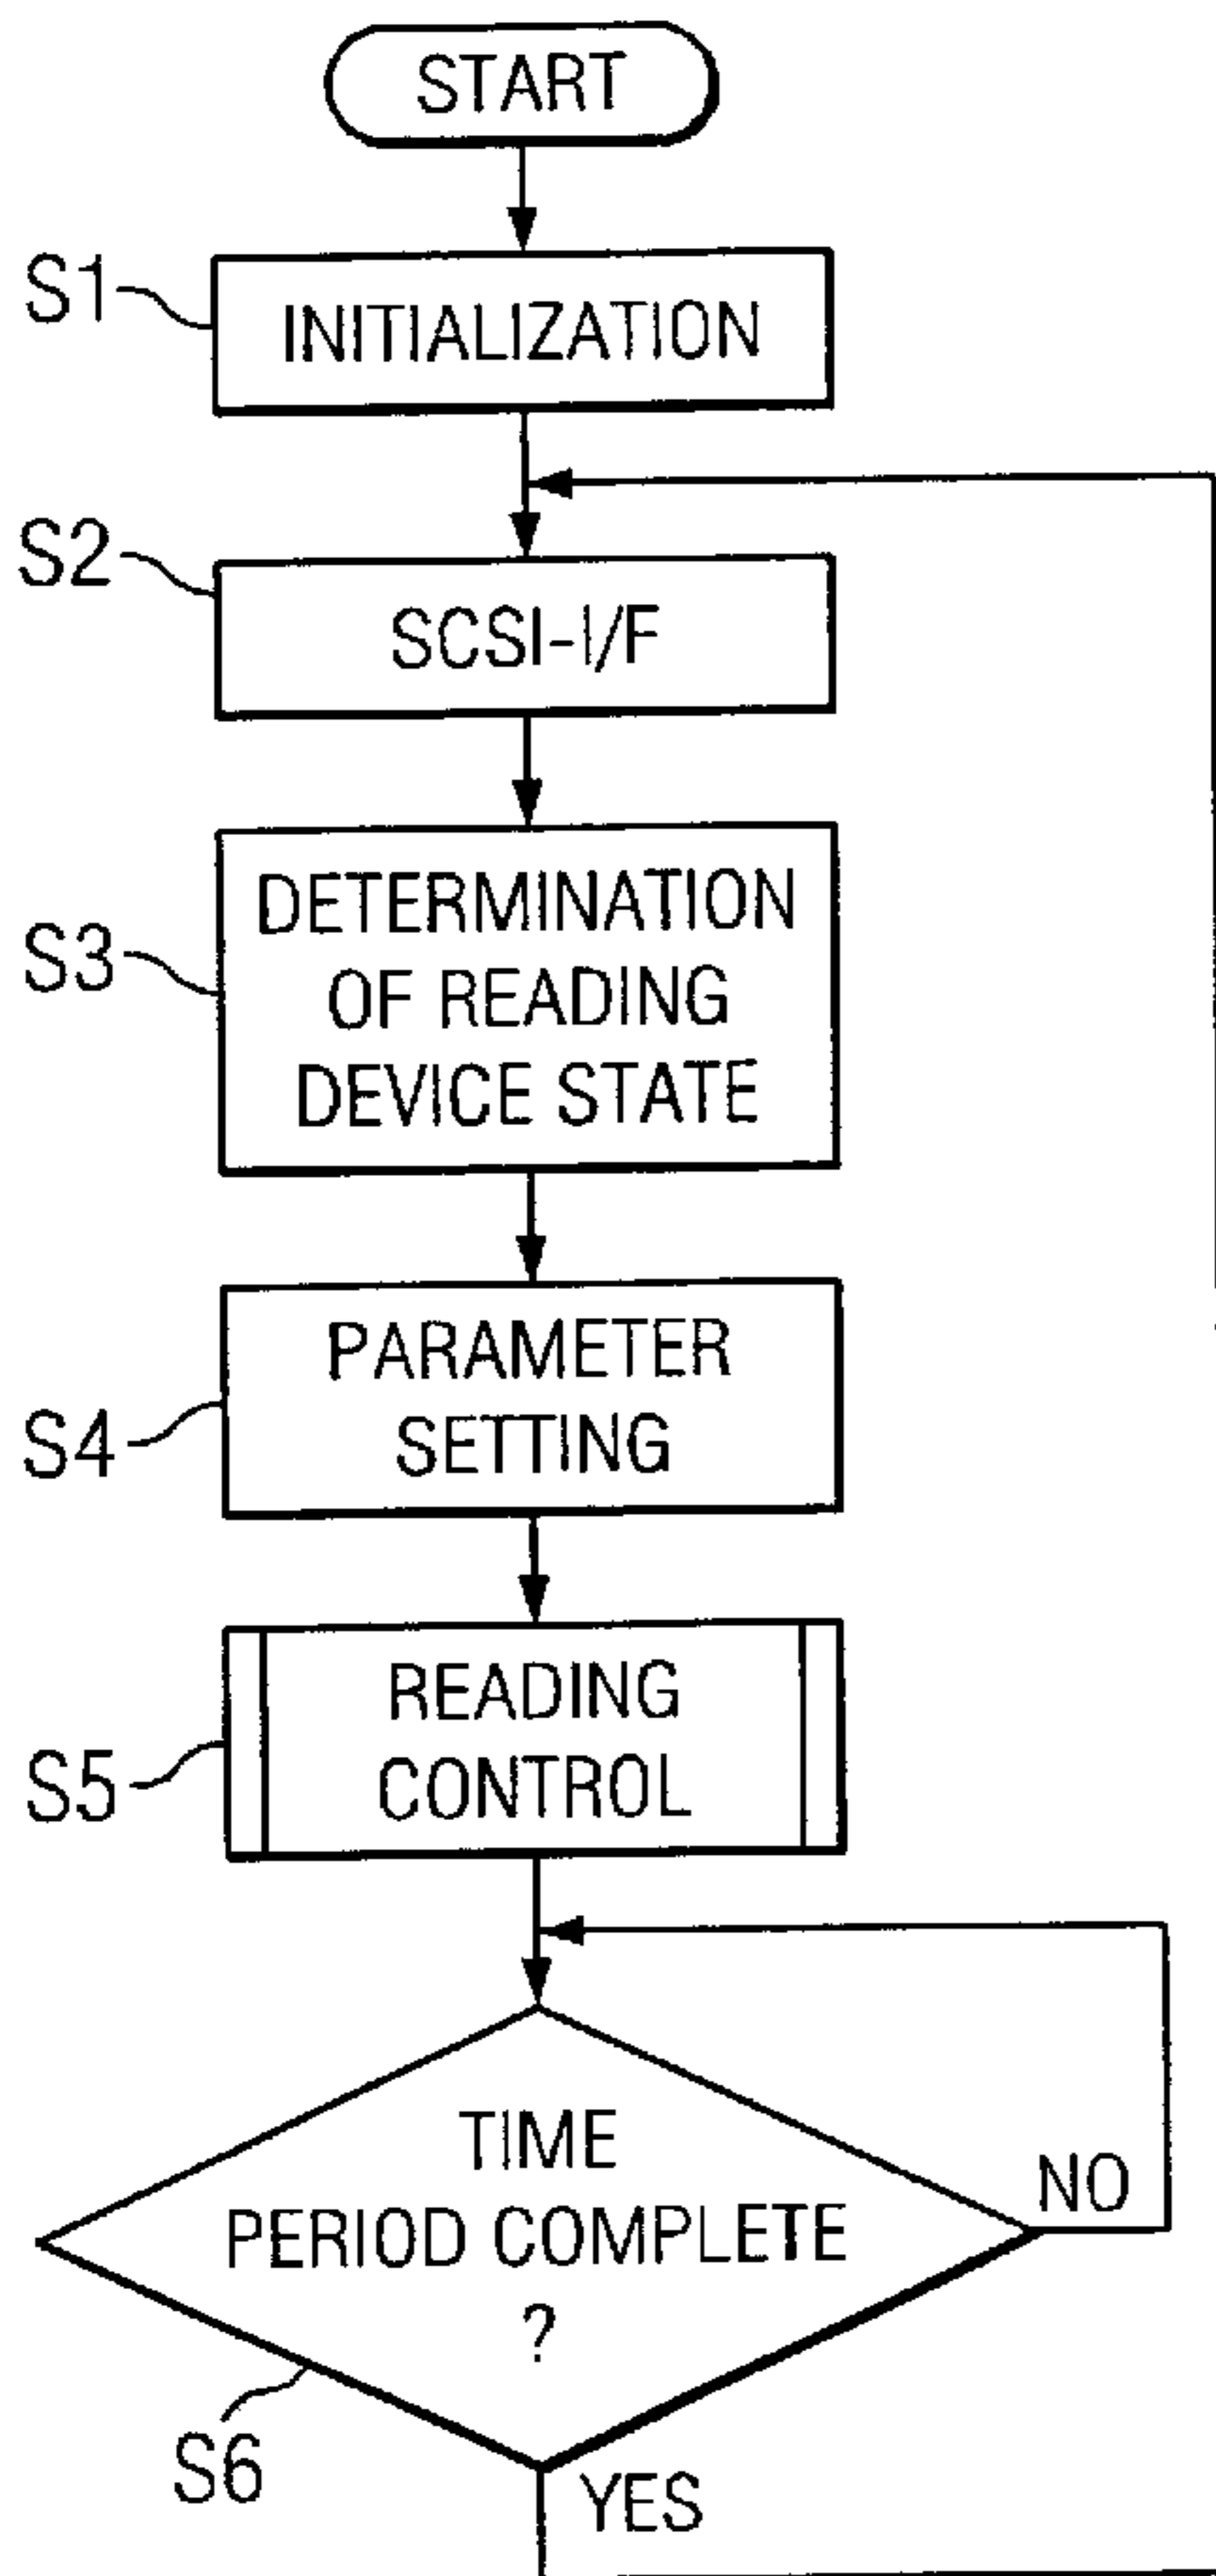 START
S1
INITIALIZATION
S2
SCSI-I/F
S3
DETERMINATION
OF READING
DEVICE STATE
S4
PARAMETER
SETTING
S5
READING
CONTROL
TIME
PERIOD COMPLETE
?
NO
S6
YES